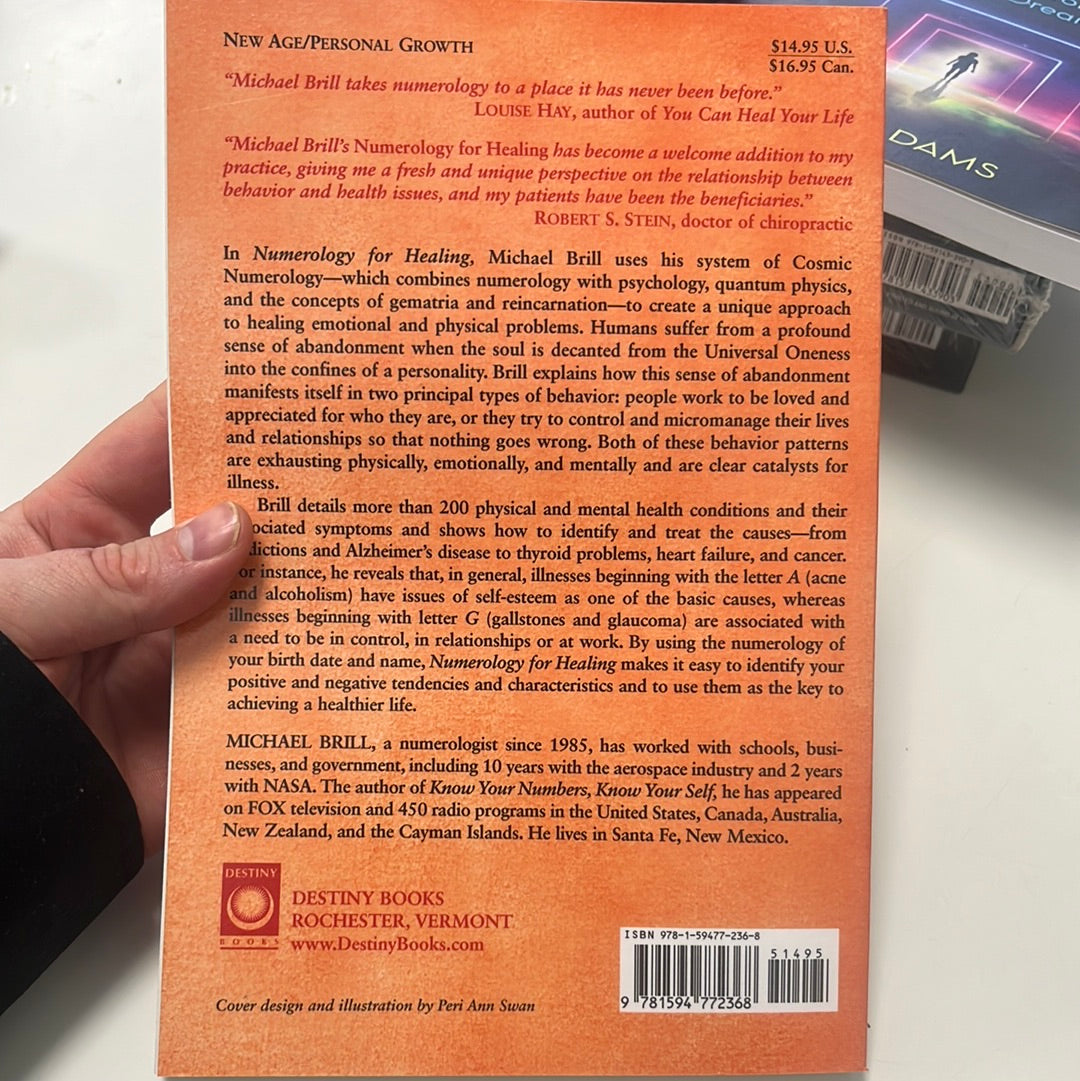 NEW AGE/PERSONAL GROWTH
$14.95 U.S.
$16.95 Can.
“Michael Brill takes numerology to a place it has never been before.”
LOUISE HAY, author of You Can Heal Your Life
“Michael Brill’s Numerology for Healing has become a welcome addition to my
practice, giving me a fresh and unique perspective on the relationship between
behavior and health issues, and my patients have been the beneficiaries.”
ROBERT S. STEIN, doctor of chiropractic
In Numerology for Healing, Michael Brill uses his system of Cosmic
Numerology—which combines numerology with psychology, quantum physics,
and the concepts of gematria and reincarnation—to create a unique approach
to healing emotional and physical problems. Humans suffer from a profound
sense of abandonment when the soul is decanted from the Universal Oneness
into the confines of a personality. Brill explains how this sense of abandonment
manifests itself in two principal types of behavior: people work to be loved and
appreciated for who they are, or they try to control and micromanage their lives
and relationships so that nothing goes wrong. Both of these behavior patterns
are exhausting physically, emotionally, and mentally and are clear catalysts for
illness.
Brill details more than 200 physical and mental health conditions and their
ociated symptoms and shows how to identify and treat the causes—from
dictions and Alzheimer’s disease to thyroid problems, heart failure, and cancer.
or instance, he reveals that, in general, illnesses beginning with the letter A (acne
and alcoholism) have issues of self-esteem as one of the basic causes, whereas
illnesses beginning with letter G (gallstones and glaucoma) are associated with
a need to be in control, in relationships or at work. By using the numerology of
your birth date and name, Numerology for Healing makes it easy to identify your
positive and negative tendencies and characteristics and to use them as the key to
achieving a healthier life.
MICHAEL BRILL, a numerologist since 1985, has worked with schools, busi-
nesses, and government, including 10 years with the aerospace industry and 2 years
with NASA. The author of Know Your Numbers, Know Your Self, he has appeared
on FOX television and 450 radio programs in the United States, Canada, Australia,
New Zealand, and the Cayman Islands. He lives in Santa Fe, New Mexico.
DESTINY
BOOKS
DESTINY BOOKS
ROCHESTER, VERMONT
www.DestinyBooks.com
Cover design and illustration by Peri Ann Swan
ISBN 978-1-59477-236-8
51495
9 781594 772368
DAMS